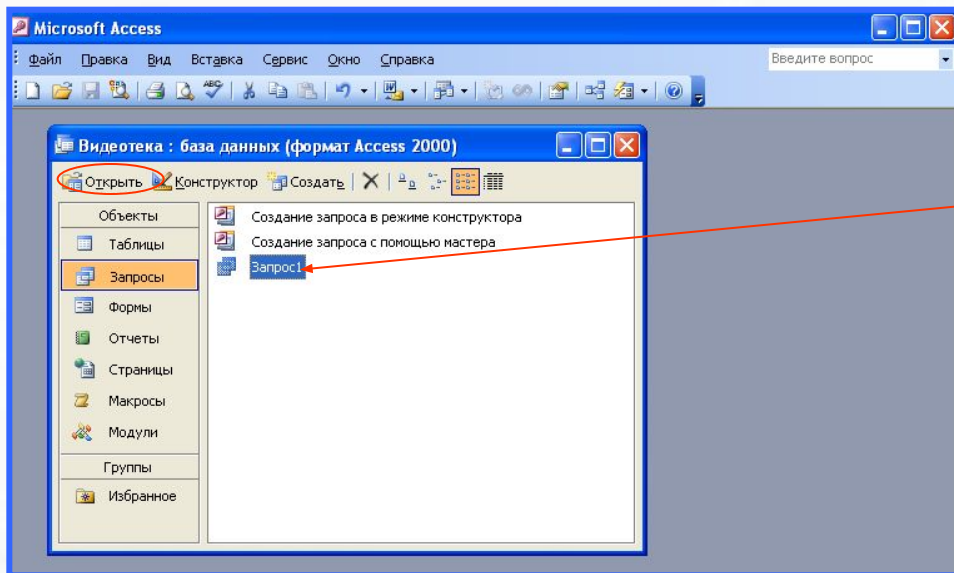 Microsoft Access
Файл Правка Вид Вставка Сервис Окно Справка Введите вопрос
ABC
Видеотека : база данных (формат Access 2000)
Открыть Конструктор Создать
Объекты
Таблицы
Запросы
Формы
Отчеты
Страницы
Макросы
Модули
Группы
Избранное
Создание запроса в режиме конструктора
Создание запроса с помощью мастера
Запрос1